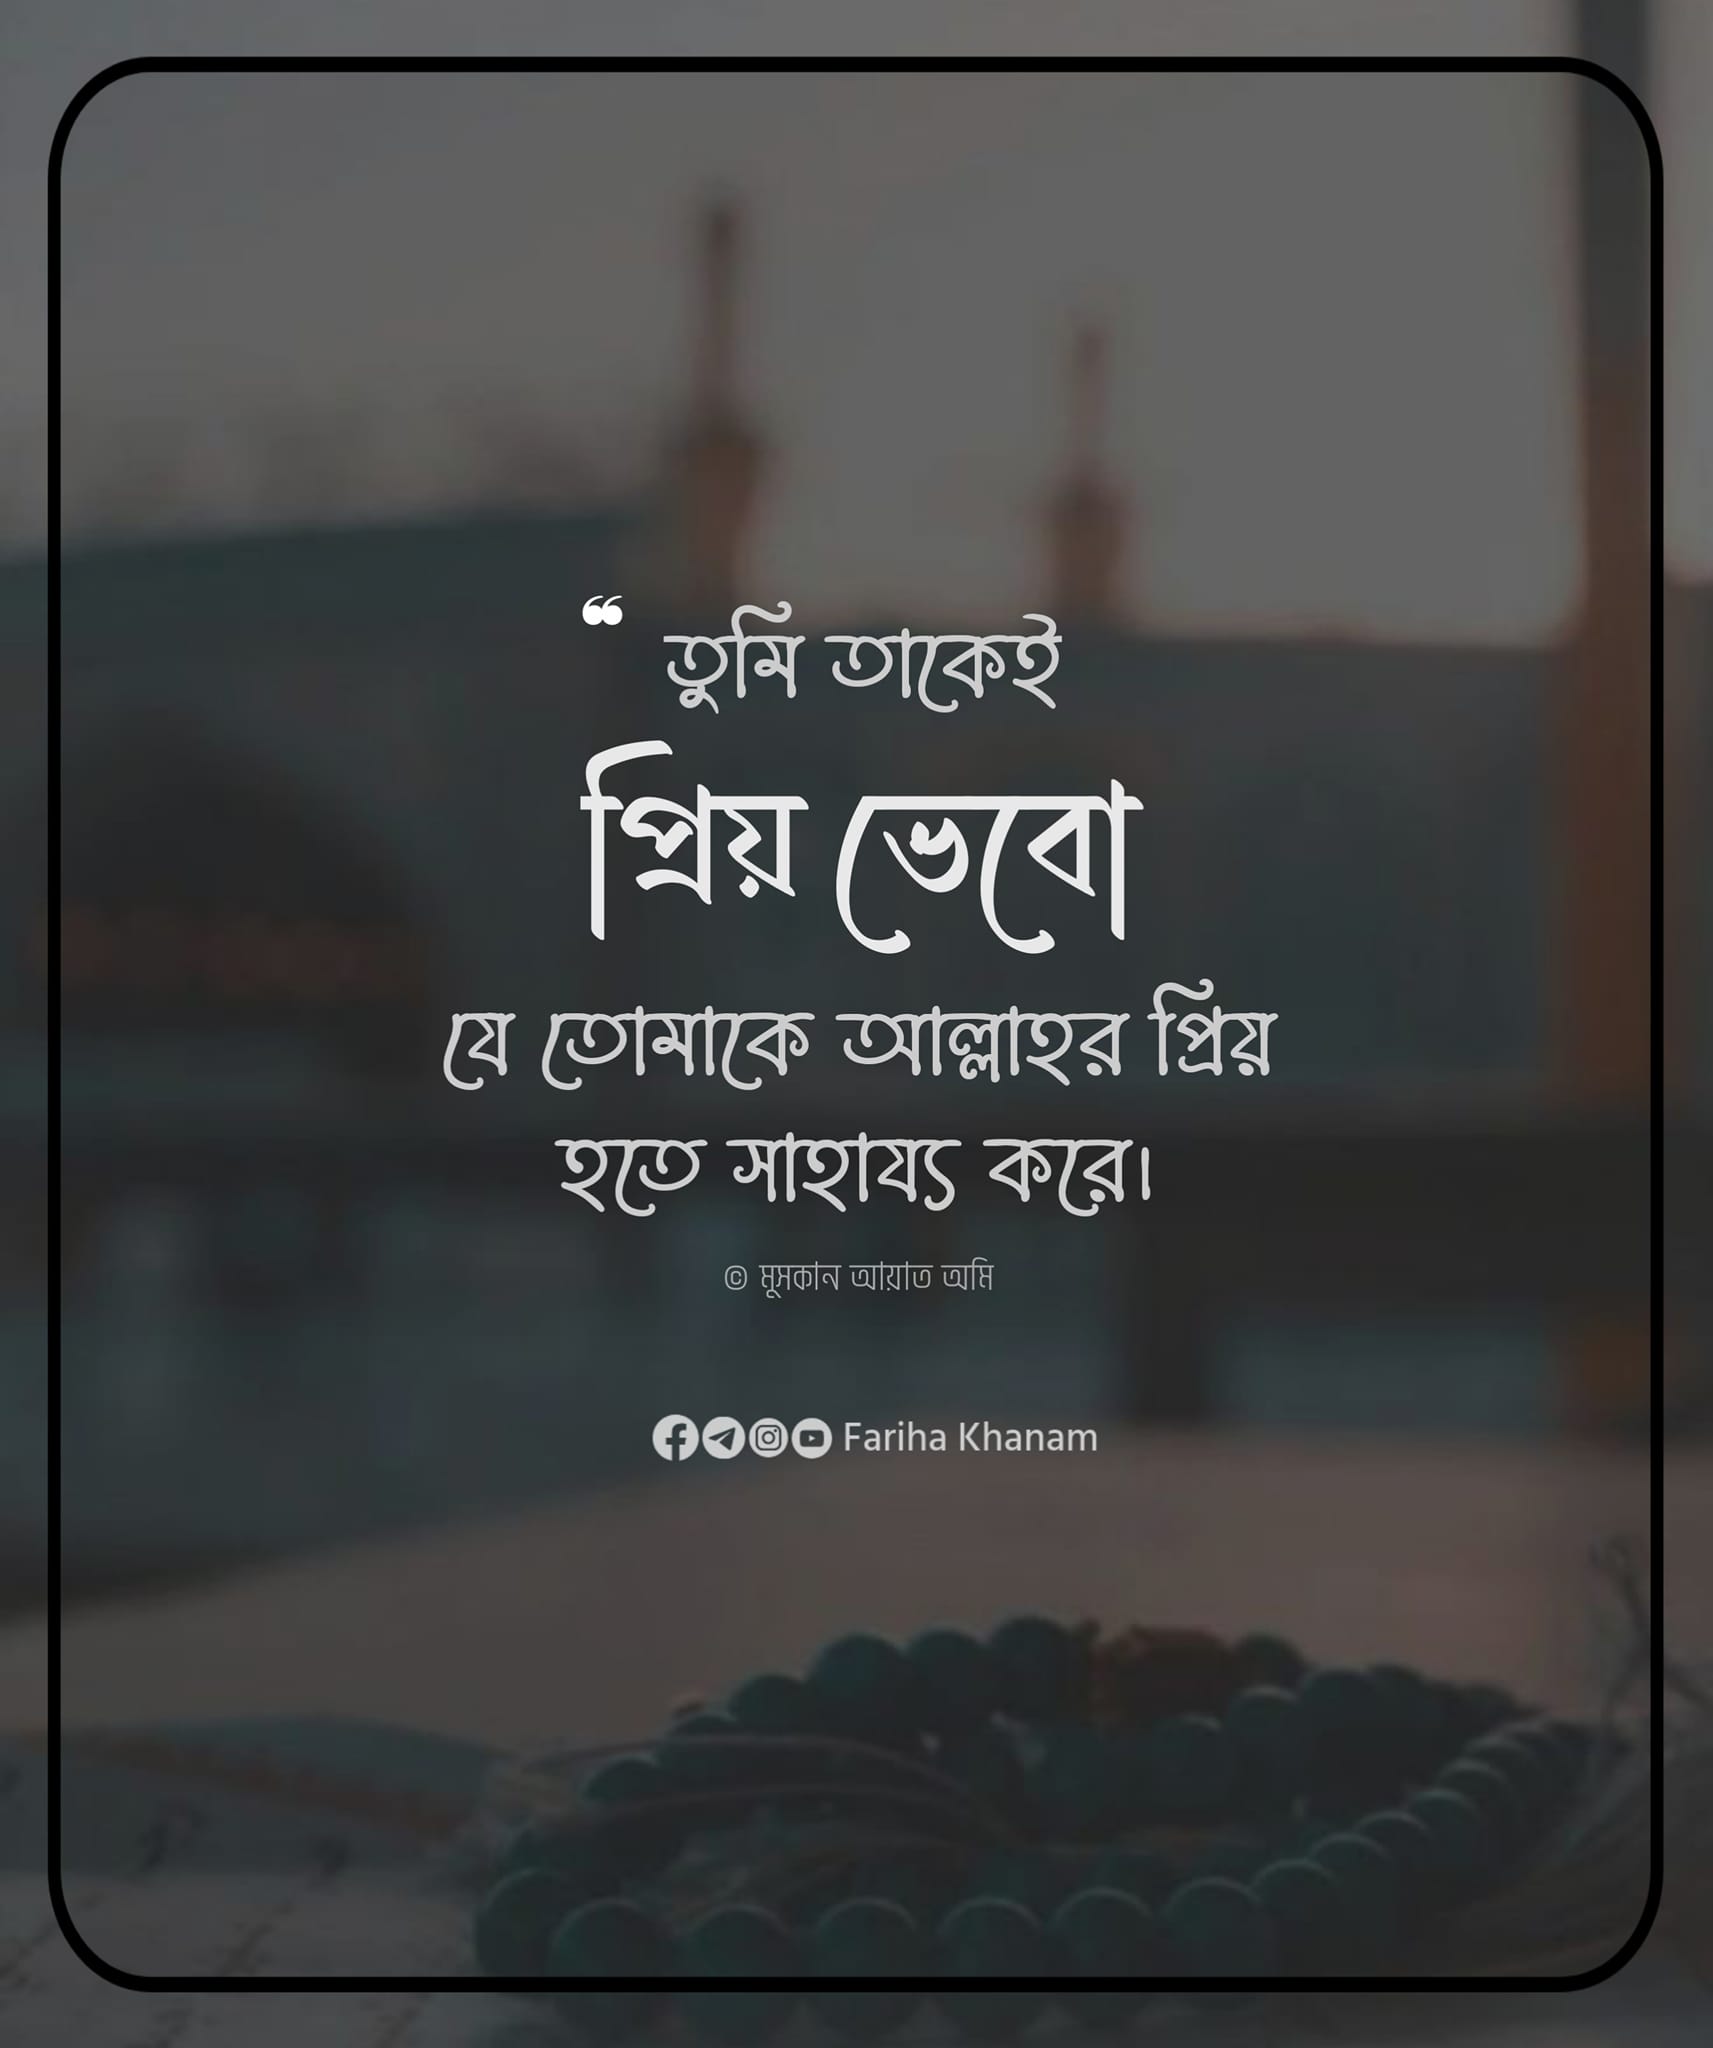 ❝ তুমি তাকেই
প্রিয় ভেবো
যে তোমাকে আল্লাহর প্রিয়
হতে সাহায্য করে।
© মুসকান আয়াত অমি
Fariha Khanam